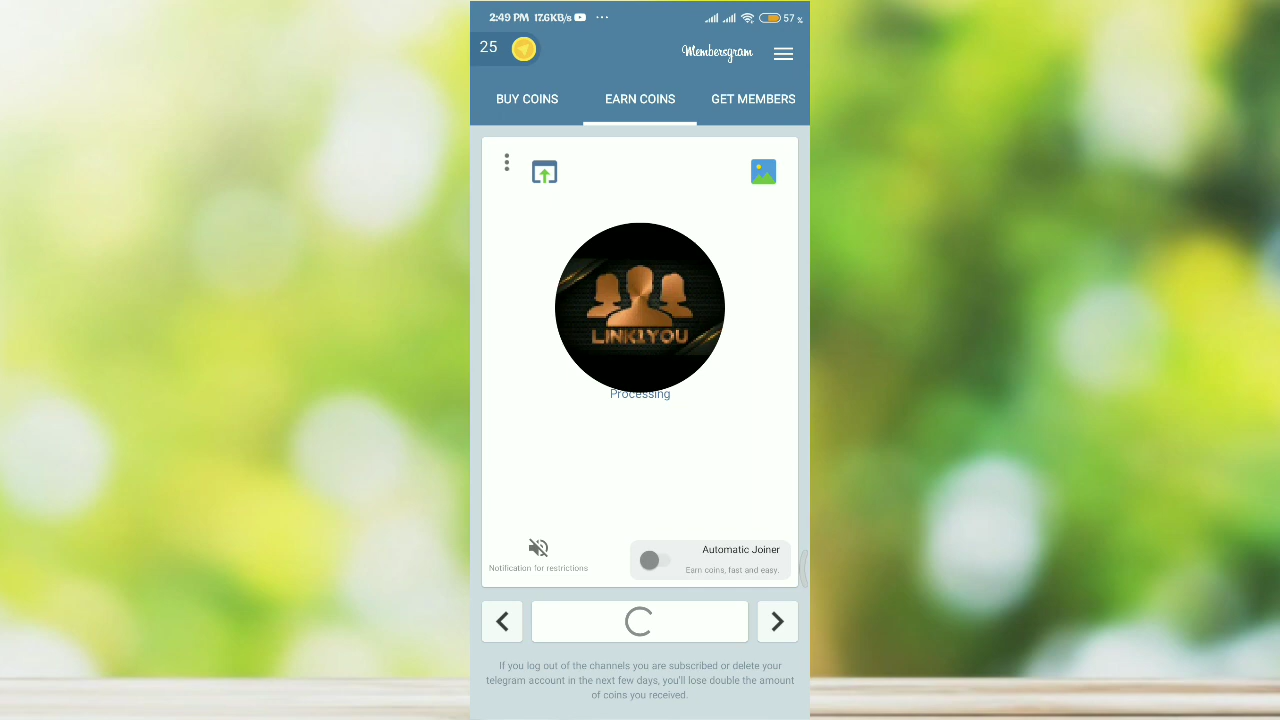 2:49 PM 17.6KB/s ... 57 %
25
Membersgram
BUY COINS EARN COINS GET MEMBERS
LINK1YOU
Processing
Automatic Joiner
Notification for restrictions
Earn coins, fast and easy.
If you log out of the channels you are subscribed or delete your
telegram account in the next few days, you'll lose double the amount
of coins you received.